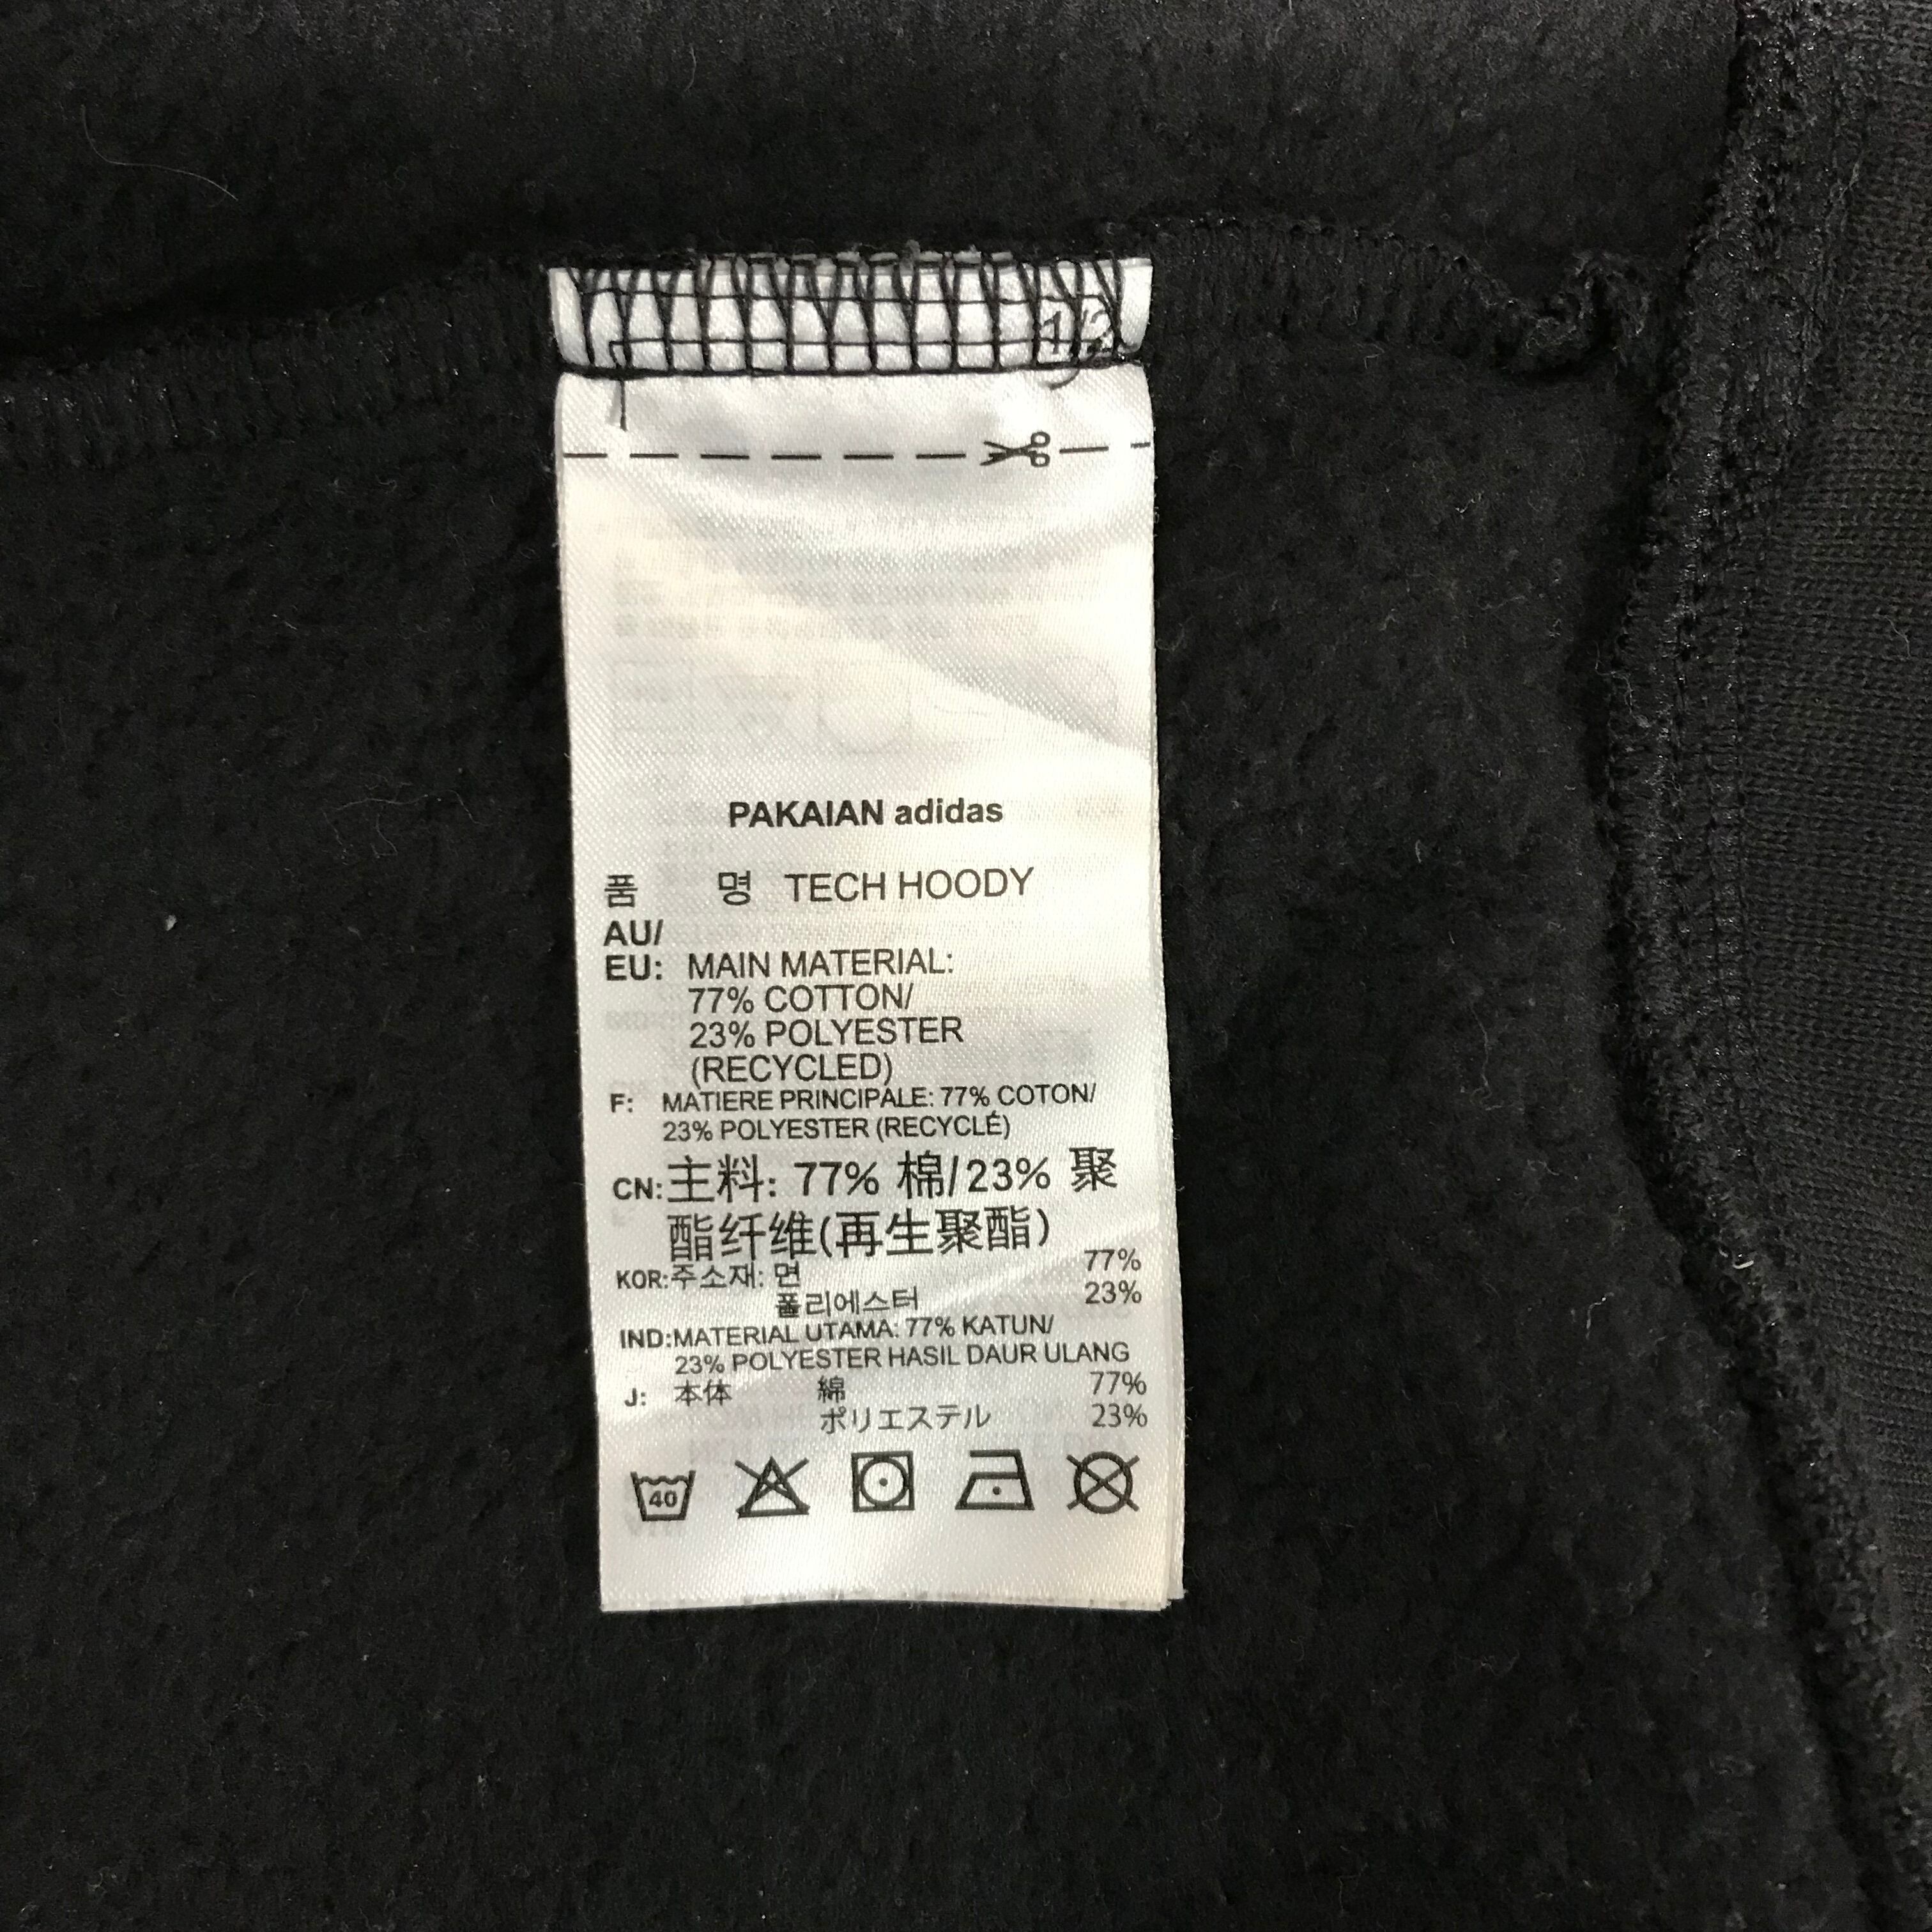 1/2
PAKAIAN adidas
품 명 TECH HOODY
AU/
EU: MAIN MATERIAL:
77% COTTON/
23% POLYESTER
(RECYCLED)
F: MATIERE PRINCIPALE: 77% COTON/
23% POLYESTER (RECYCLÉ)
CN: 主料: 77% 棉/23% 聚
酯纤维(再生聚酯)
KOR: 주소재: 면 77%
폴리에스터 23%
IND: MATERIAL UTAMA: 77% KATUN/
23% POLYESTER HASIL DAUR ULANG
J: 本体 綿 77%
ポリエステル 23%
40